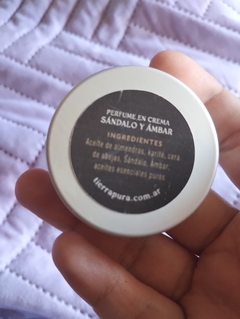 PERFUME EN CREMA
SÁNDALO Y ÁMBAR
INGREDIENTES
Aceite de almendras, karité, cera
de abejas, Sándalo, Ámbar,
aceites esenciales puros
tierrapura.com.ar